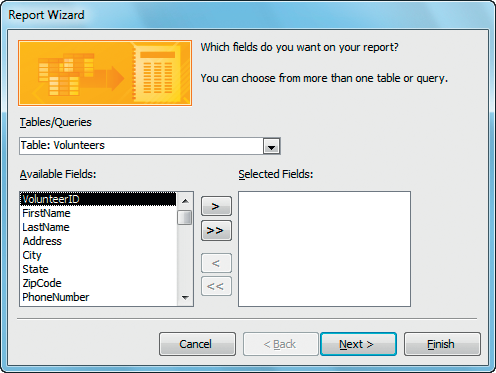 Report Wizard
Which fields do you want on your report?
You can choose from more than one table or query.
Tables/Queries
Table: Volunteers
Available Fields:
Selected Fields:
VolunteerID
FirstName
LastName
Address
City
State
ZipCode
PhoneNumber
>
>>
<
<<
Cancel
< Back
Next >
Finish